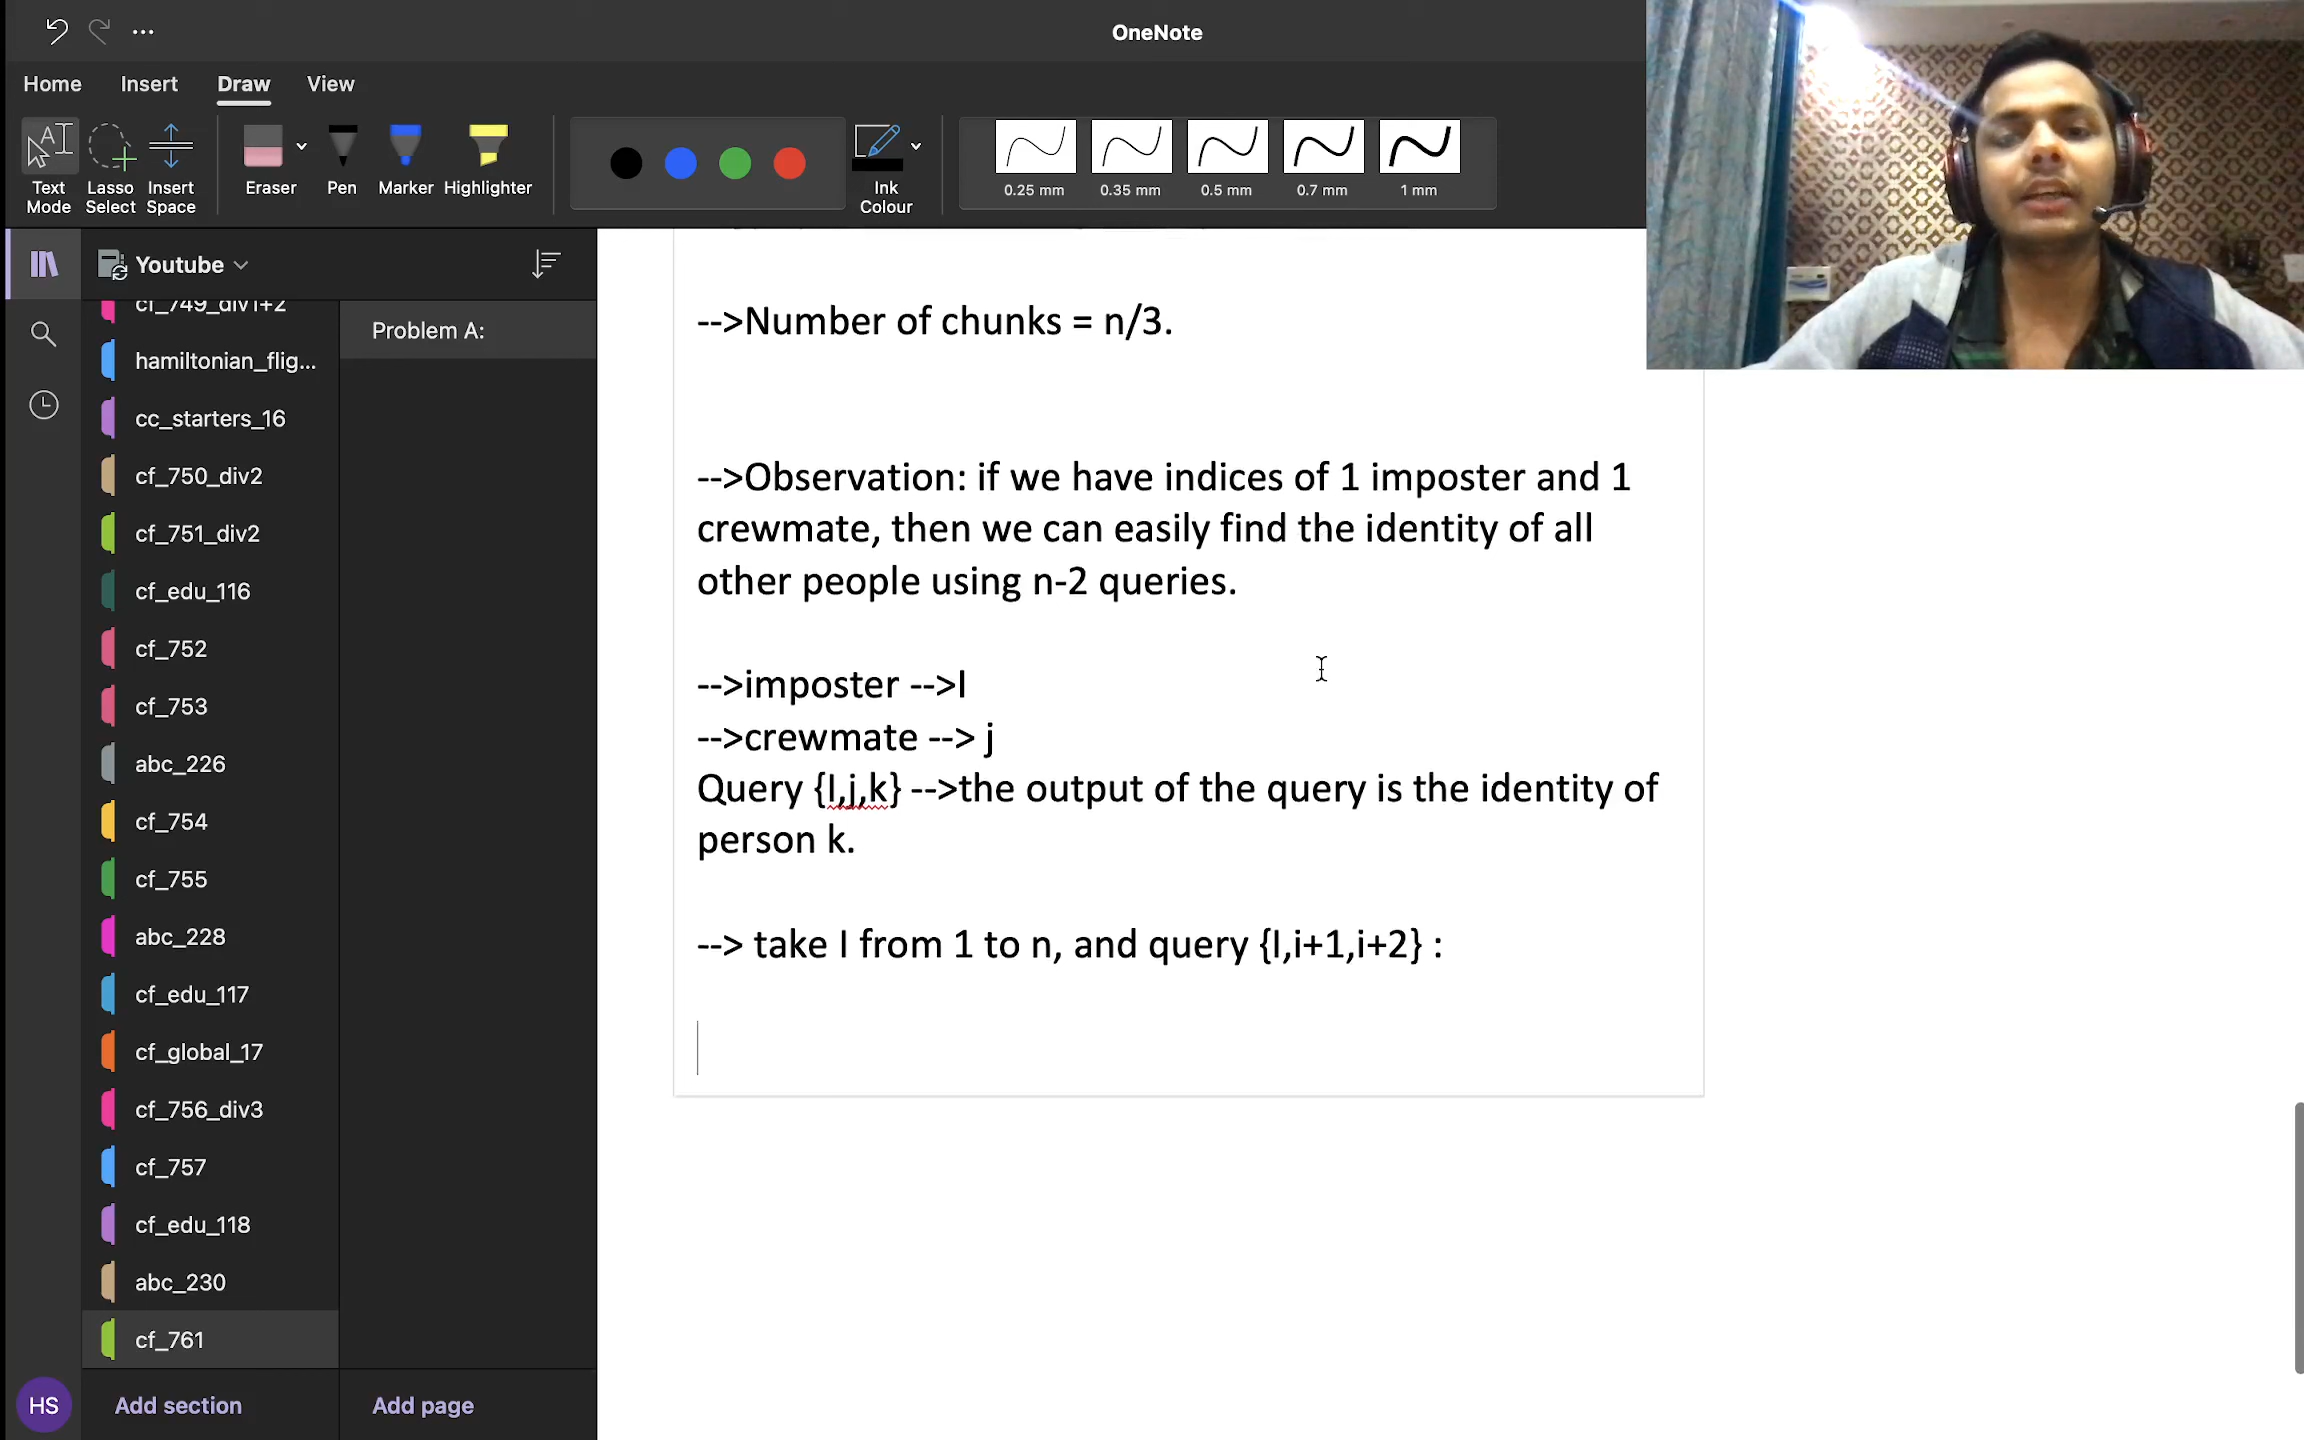 OneNote
Home Insert Draw View
Text Mode
Lasso Select
Insert Space
Eraser
Pen
Marker
Highlighter
Ink Colour
0.25 mm
0.35 mm
0.5 mm
0.7 mm
1 mm
Youtube
cf_749_div1+2
hamiltonian_flig...
cc_starters_16
cf_750_div2
cf_751_div2
cf_edu_116
cf_752
cf_753
abc_226
cf_754
cf_755
abc_228
cf_edu_117
cf_global_17
cf_756_div3
cf_757
cf_edu_118
abc_230
cf_761
HS
Add section
Problem A:
Add page
-->Number of chunks = n/3.
-->Observation: if we have indices of 1 imposter and 1
crewmate, then we can easily find the identity of all
other people using n-2 queries.
-->imposter -->I
-->crewmate --> j
Query {I,j,k} -->the output of the query is the identity of
person k.
--> take I from 1 to n, and query {I,i+1,i+2} :